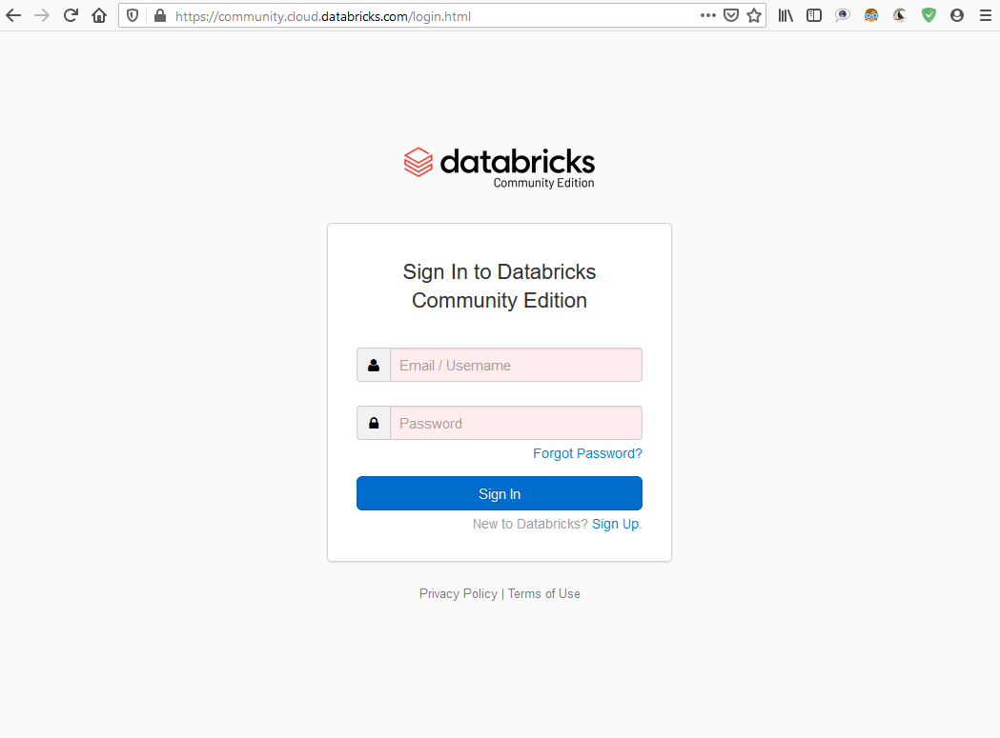 https://community.cloud.databricks.com/login.html
databricks
Community Edition
Sign In to Databricks
Community Edition
Email / Username
Password
Forgot Password?
Sign In
New to Databricks? Sign Up.
Privacy Policy | Terms of Use